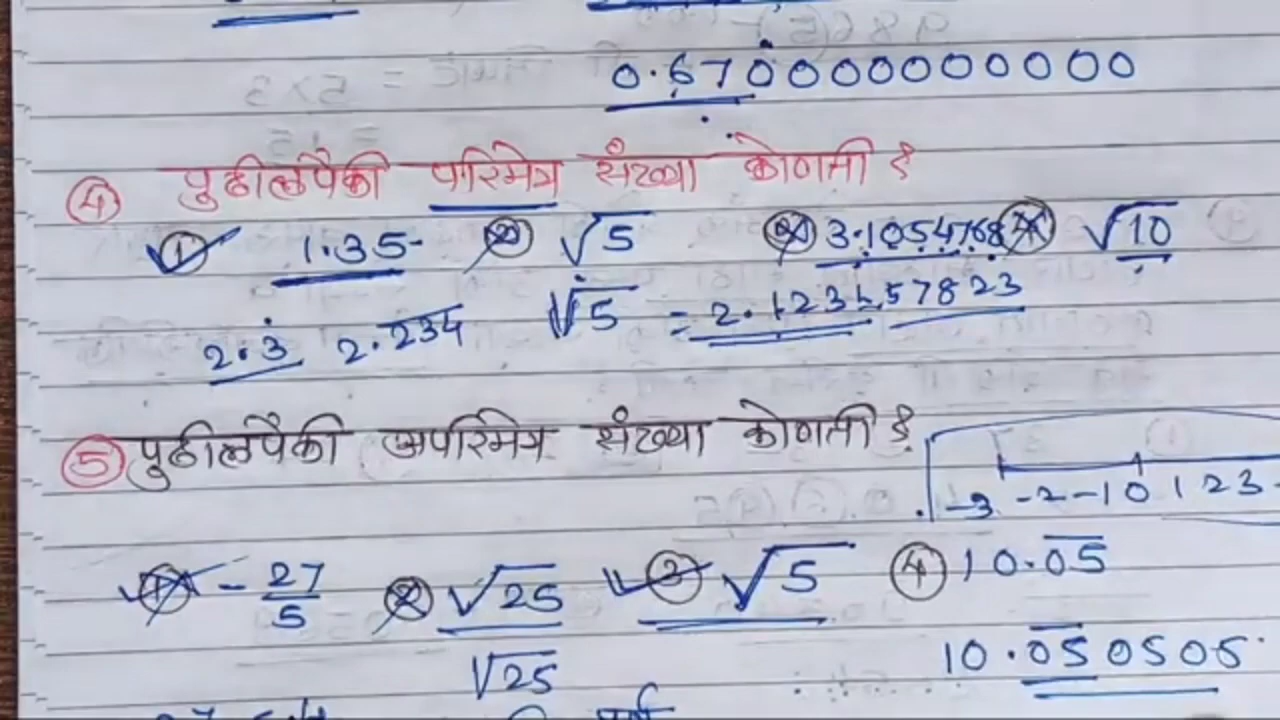 0.670000000000
④ पुढीलपैकी परिमेय संख्या कोणती ?
① 1.35 ② √5 ③ 3.1054768 ④ √10
2.3 2.234 √5 = 2.123457823
⑤ पुढीलपैकी अपरिमेय संख्या कोणती ?
-3 -2 -1 0 1 2 3
① -27/5 ② √25 ③ √5 ④ 10.05
√25 10.050505